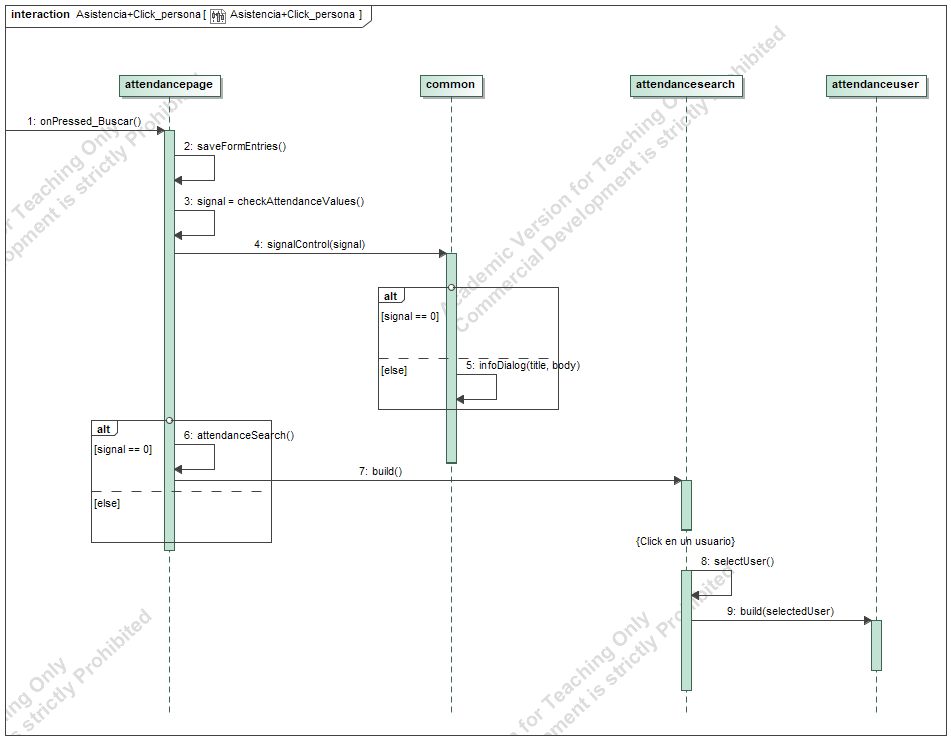 interaction Asistencia+Click_persona [ Asistencia+Click_persona ]
attendancepage
common
attendancesearch
attendanceuser
1: onPressed_Buscar()
2: saveFormEntries()
3: signal = checkAttendanceValues()
4: signalControl(signal)
alt
[signal == 0]
[else]
5: infoDialog(title, body)
alt
[signal == 0]
6: attendanceSearch()
7: build()
[else]
{Click en un usuario}
8: selectUser()
9: build(selectedUser)
for Teaching Only
Development is strictly Prohibited
Academic Version for Teaching Only
Commercial Development is strictly Prohibited
Teaching Only
is strictly Prohibited
for Teaching Only
is strictly Prohibited